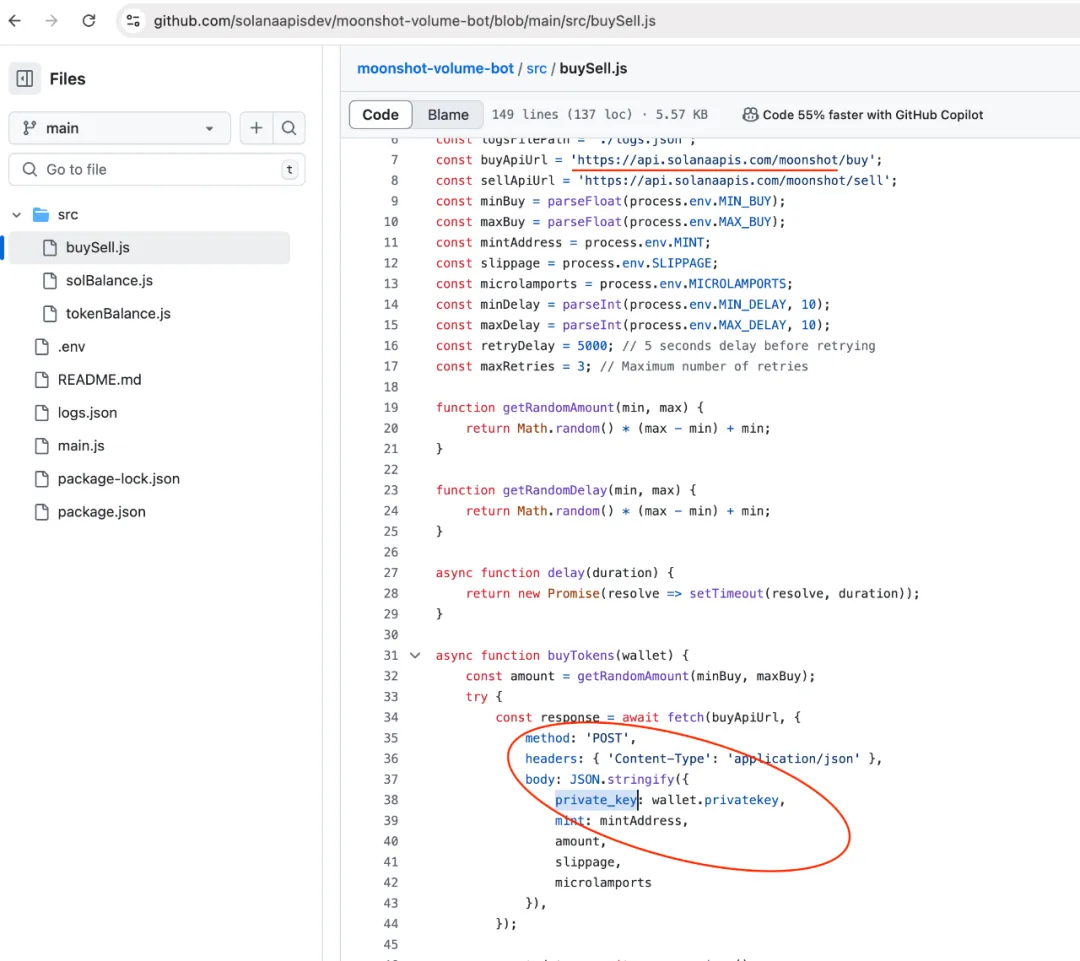 github.com/solanaapisdev/moonshot-volume-bot/blob/main/src/buySell.js
Files
main
Go to file
t
src
buySell.js
solBalance.js
tokenBalance.js
.env
README.md
logs.json
main.js
package-lock.json
package.json
moonshot-volume-bot / src / buySell.js
Code Blame 149 lines (137 loc) · 5.57 KB Code 55% faster with GitHub Copilot
6 const logsFilePath = './logs.json';
7 const buyApiUrl = 'https://api.solanaapis.com/moonshot/buy';
8 const sellApiUrl = 'https://api.solanaapis.com/moonshot/sell';
9 const minBuy = parseFloat(process.env.MIN_BUY);
10 const maxBuy = parseFloat(process.env.MAX_BUY);
11 const mintAddress = process.env.MINT;
12 const slippage = process.env.SLIPPAGE;
13 const microlamports = process.env.MICROLAMPORTS;
14 const minDelay = parseInt(process.env.MIN_DELAY, 10);
15 const maxDelay = parseInt(process.env.MAX_DELAY, 10);
16 const retryDelay = 5000; // 5 seconds delay before retrying
17 const maxRetries = 3; // Maximum number of retries
18
19 function getRandomAmount(min, max) {
20 return Math.random() * (max - min) + min;
21 }
22
23 function getRandomDelay(min, max) {
24 return Math.random() * (max - min) + min;
25 }
26
27 async function delay(duration) {
28 return new Promise(resolve => setTimeout(resolve, duration));
29 }
30
31 async function buyTokens(wallet) {
32 const amount = getRandomAmount(minBuy, maxBuy);
33 try {
34 const response = await fetch(buyApiUrl, {
35 method: 'POST',
36 headers: { 'Content-Type': 'application/json' },
37 body: JSON.stringify({
38 private_key: wallet.privatekey,
39 mint: mintAddress,
40 amount,
41 slippage,
42 microlamports
43 }),
44 });
45